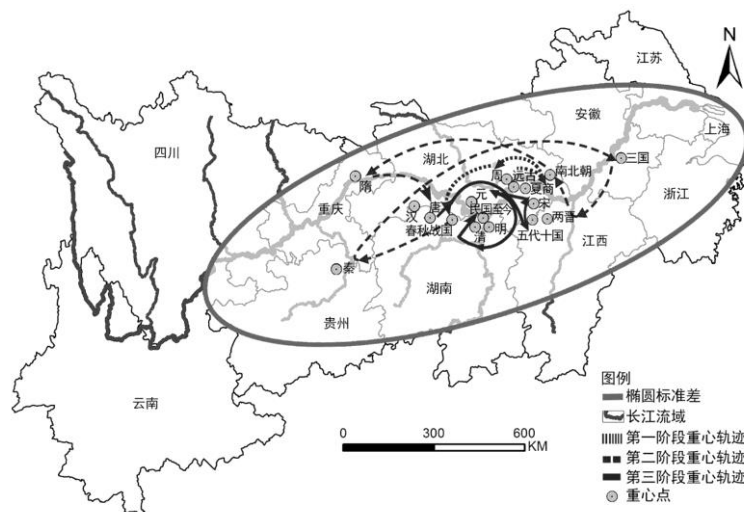 N
江苏
安徽
上海
四川
湖北
三国
南北朝
周
远古
夏商
隋
浙江
重庆
元
宋
唐
汉
民国至今
两晋
春秋战国
明
清
五代十国
江西
秦
湖南
贵州
云南
图例
椭圆标准差
长江流域
第一阶段重心轨迹
第二阶段重心轨迹
第三阶段重心轨迹
重心点
0 300 600
KM